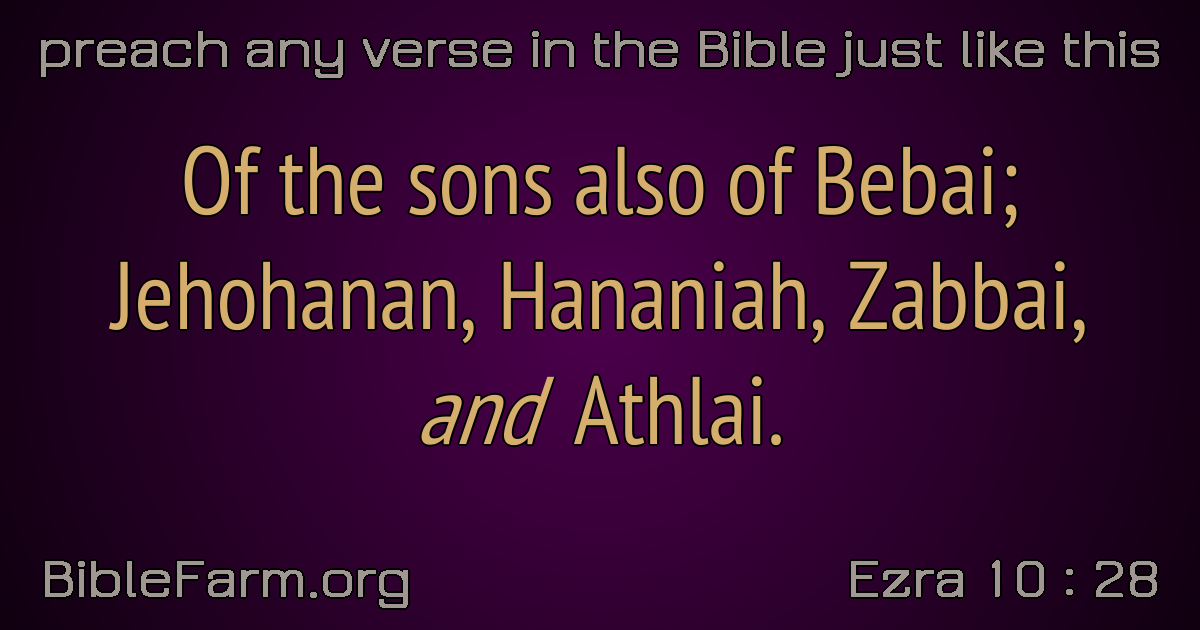 preach any verse in the Bible just like this
Of the sons also of Bebai;
Jehohanan, Hananiah, Zabbai,
and Athlai.
BibleFarm.org
Ezra 10 : 28